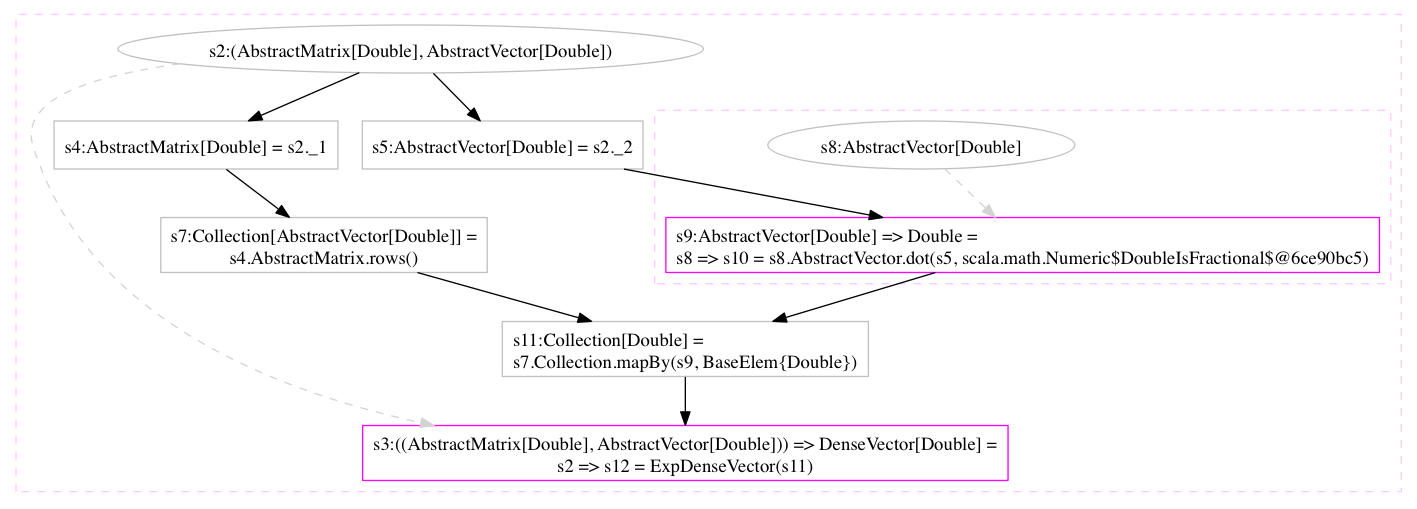 s2:(AbstractMatrix[Double], AbstractVector[Double])
s4:AbstractMatrix[Double] = s2._1
s5:AbstractVector[Double] = s2._2
s8:AbstractVector[Double]
s7:Collection[AbstractVector[Double]] =
s4.AbstractMatrix.rows()
s9:AbstractVector[Double] => Double =
s8 => s10 = s8.AbstractVector.dot(s5, scala.math.Numeric$DoubleIsFractional$@6ce90bc5)
s11:Collection[Double] =
s7.Collection.mapBy(s9, BaseElem{Double})
s3:((AbstractMatrix[Double], AbstractVector[Double])) => DenseVector[Double] =
s2 => s12 = ExpDenseVector(s11)